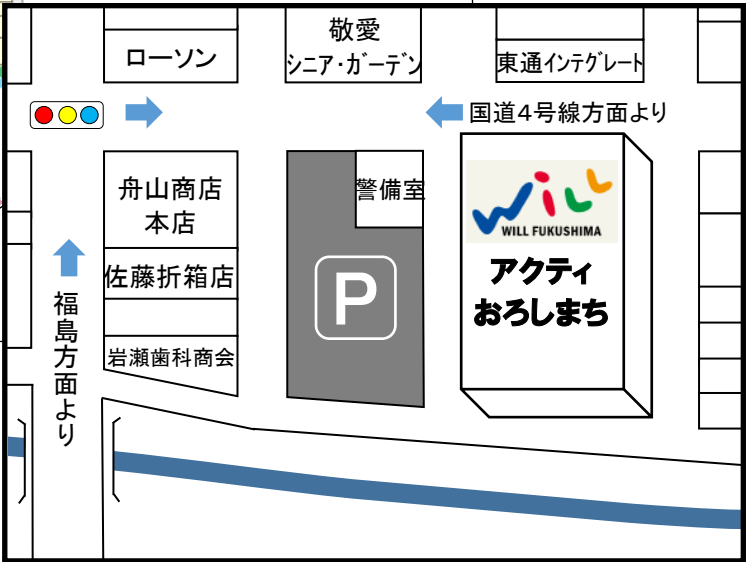 ローソン
敬愛
シニア・ガーデン
東通インテグレート
国道4号線方面より
舟山商店
本店
佐藤折箱店
岩瀬歯科商会
福島方面より
警備室
P
WiLL
WILL FUKUSHIMA
アクティ
おろしまち